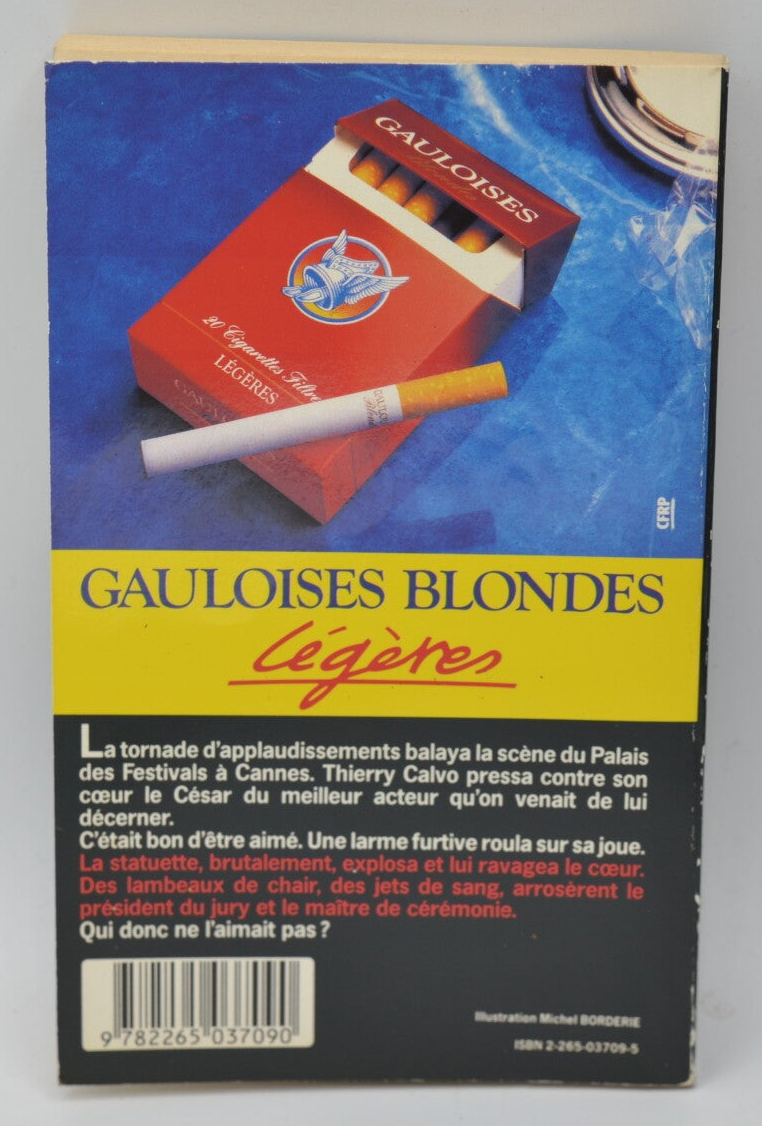 GAULOISES
Blondes
20 Cigarettes Filtre
LÉGÈRES
CFRP
GAULOISES BLONDES
légères
La tornade d'applaudissements balaya la scène du Palais
des Festivals à Cannes. Thierry Calvo pressa contre son
cœur le César du meilleur acteur qu'on venait de lui
décerner.
C'était bon d'être aimé. Une larme furtive roula sur sa joue.
La statuette, brutalement, explosa et lui ravagea le cœur.
Des lambeaux de chair, des jets de sang, arrosèrent le
président du jury et le maître de cérémonie.
Qui donc ne l'aimait pas ?
9 782265 037090
Illustration Michel BORDERIE
ISBN 2-265-03709-5